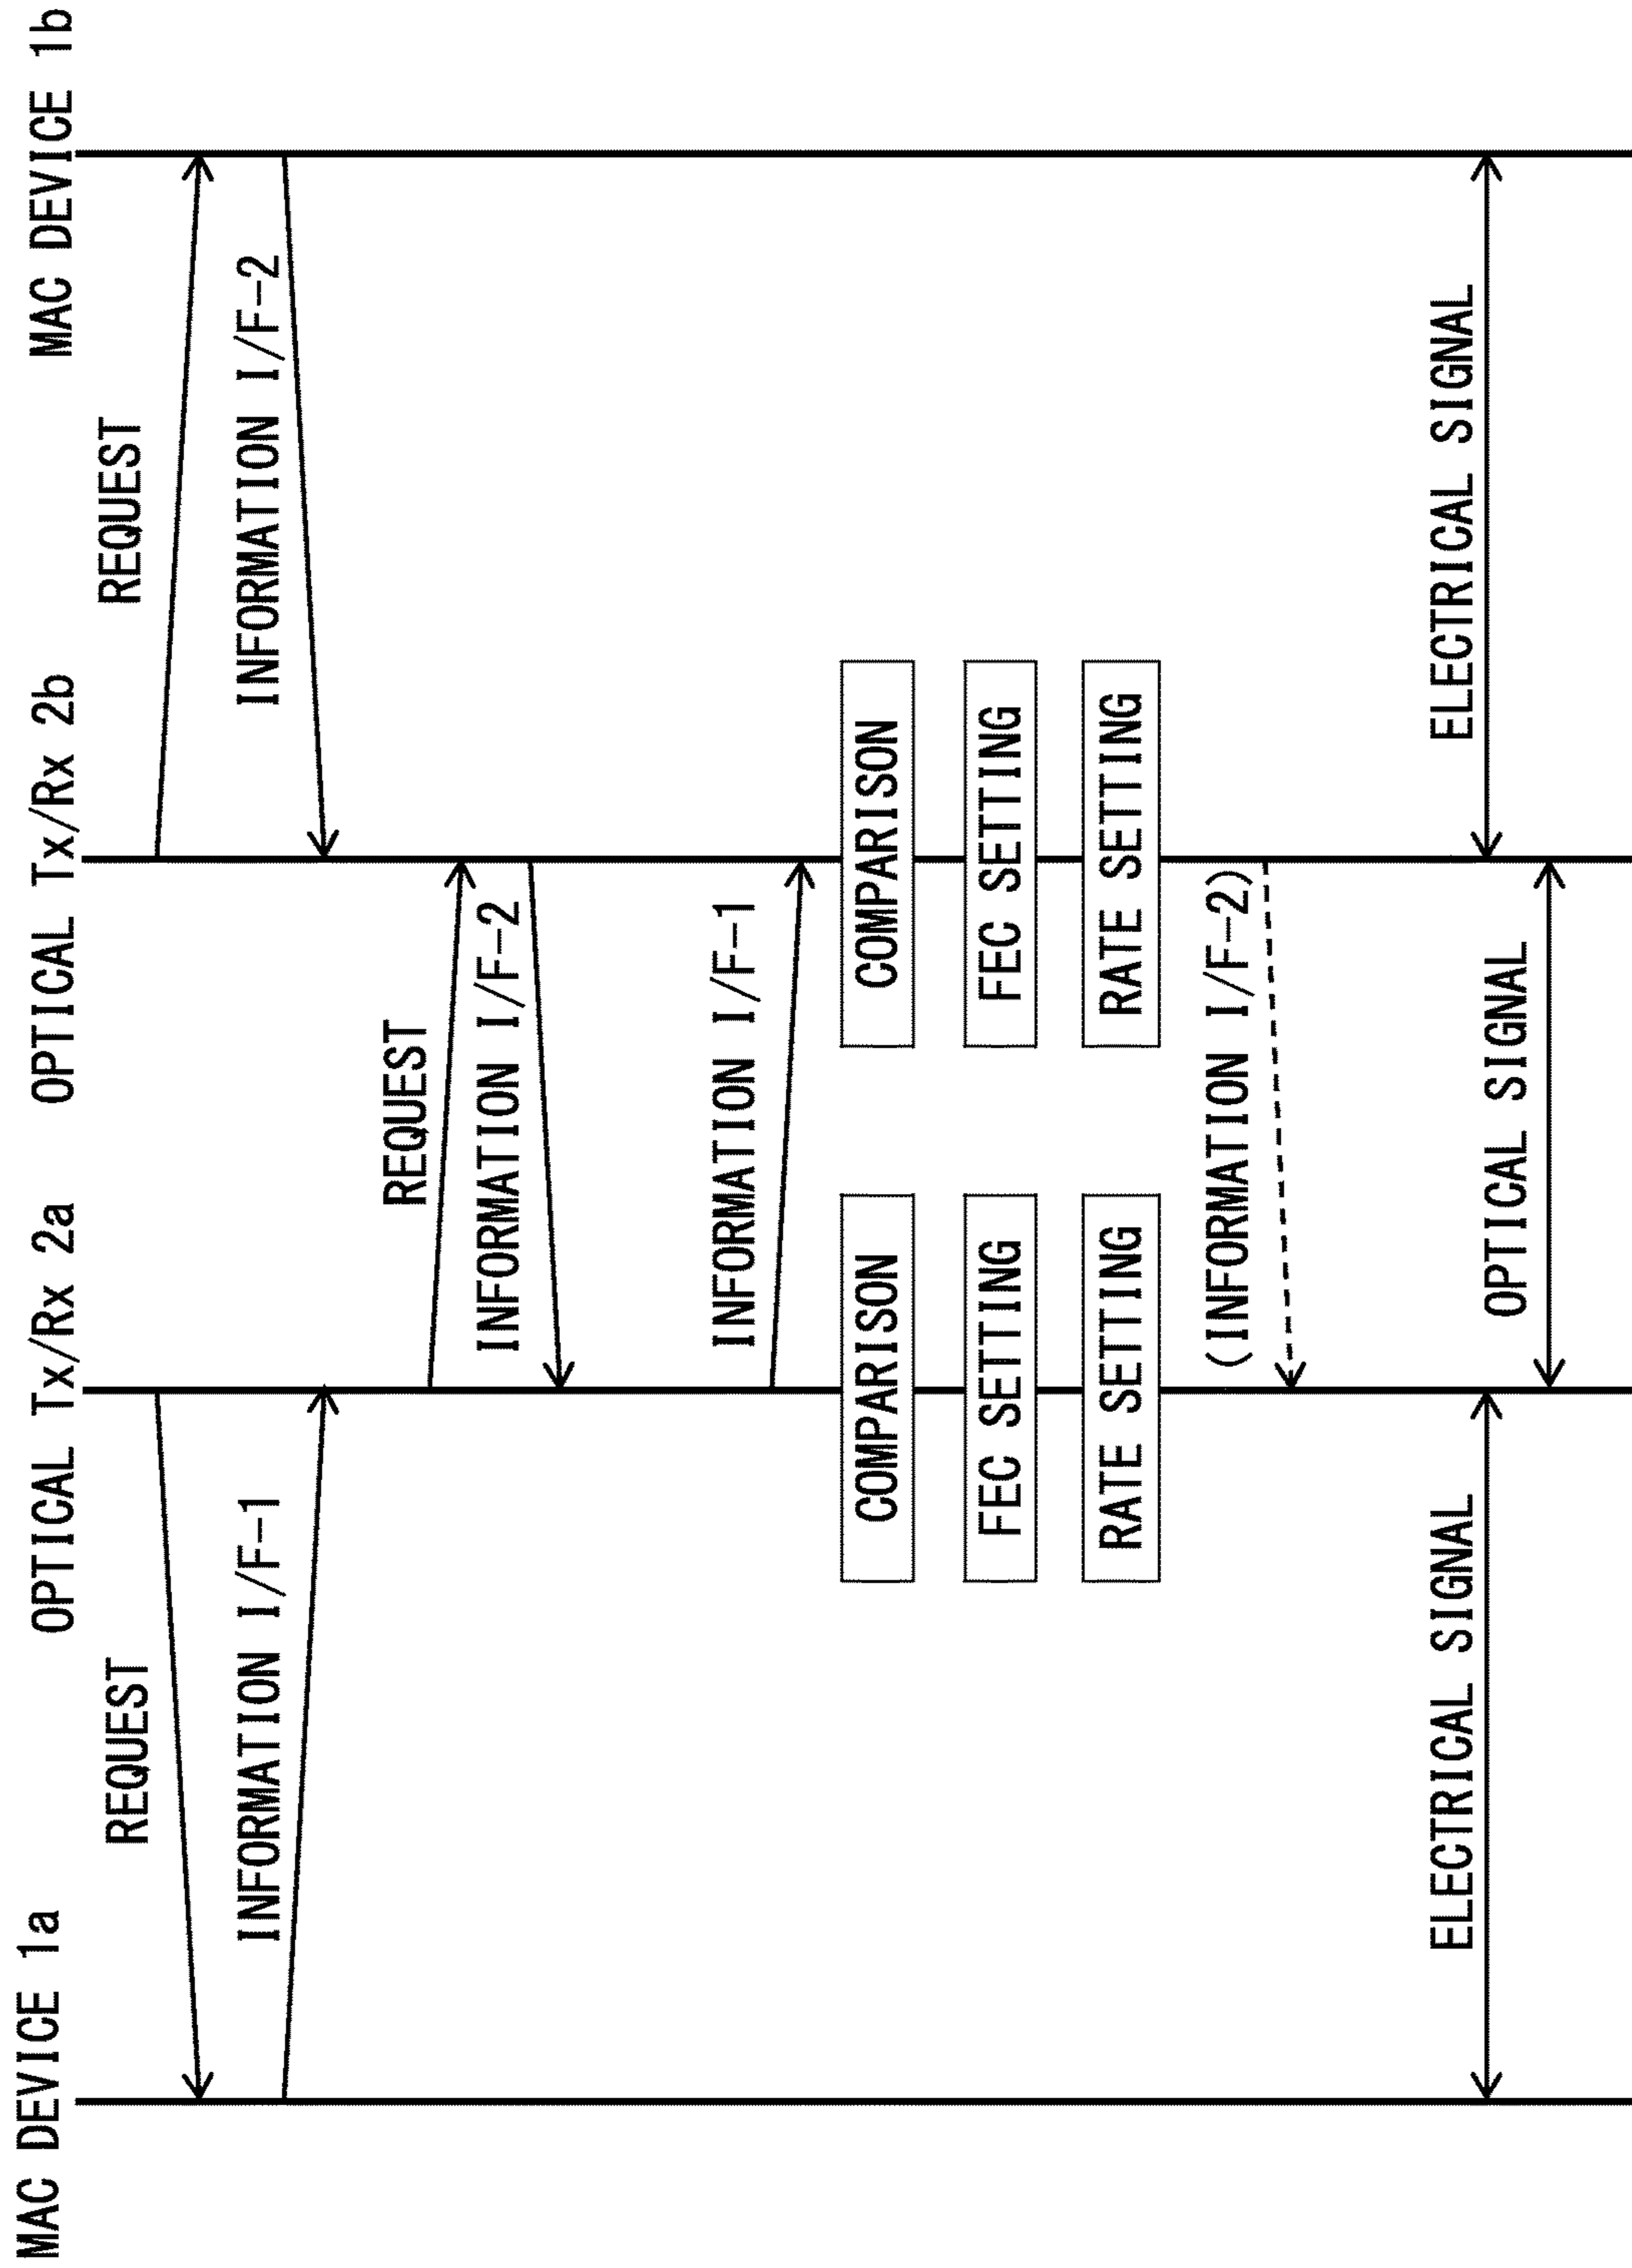 MAC DEVICE 1a
OPTICAL Tx/Rx 2a
OPTICAL Tx/Rx 2b
MAC DEVICE 1b
REQUEST
REQUEST
INFORMATION I/F-1
INFORMATION I/F-2
REQUEST
INFORMATION I/F-2
INFORMATION I/F-1
COMPARISON
COMPARISON
FEC SETTING
FEC SETTING
RATE SETTING
RATE SETTING
(INFORMATION I/F-2)
ELECTRICAL SIGNAL
ELECTRICAL SIGNAL
OPTICAL SIGNAL